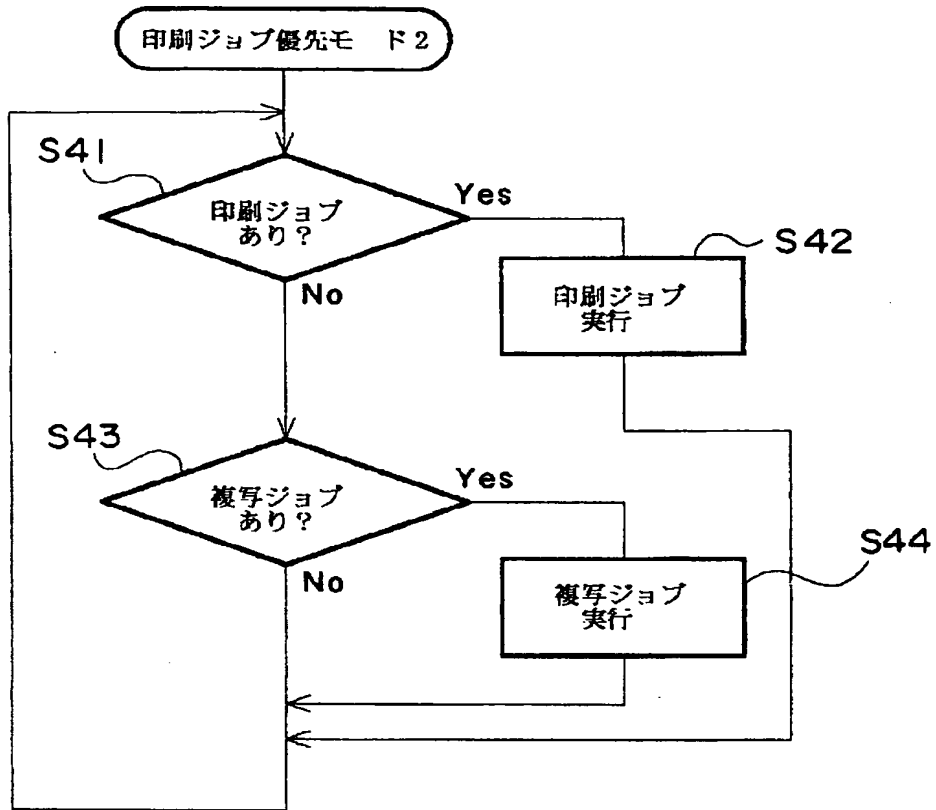 印刷ジョブ優先モード2
S41
印刷ジョブ
あり?
Yes
No
S42
印刷ジョブ
実行
S43
複写ジョブ
あり?
Yes
No
S44
複写ジョブ
実行